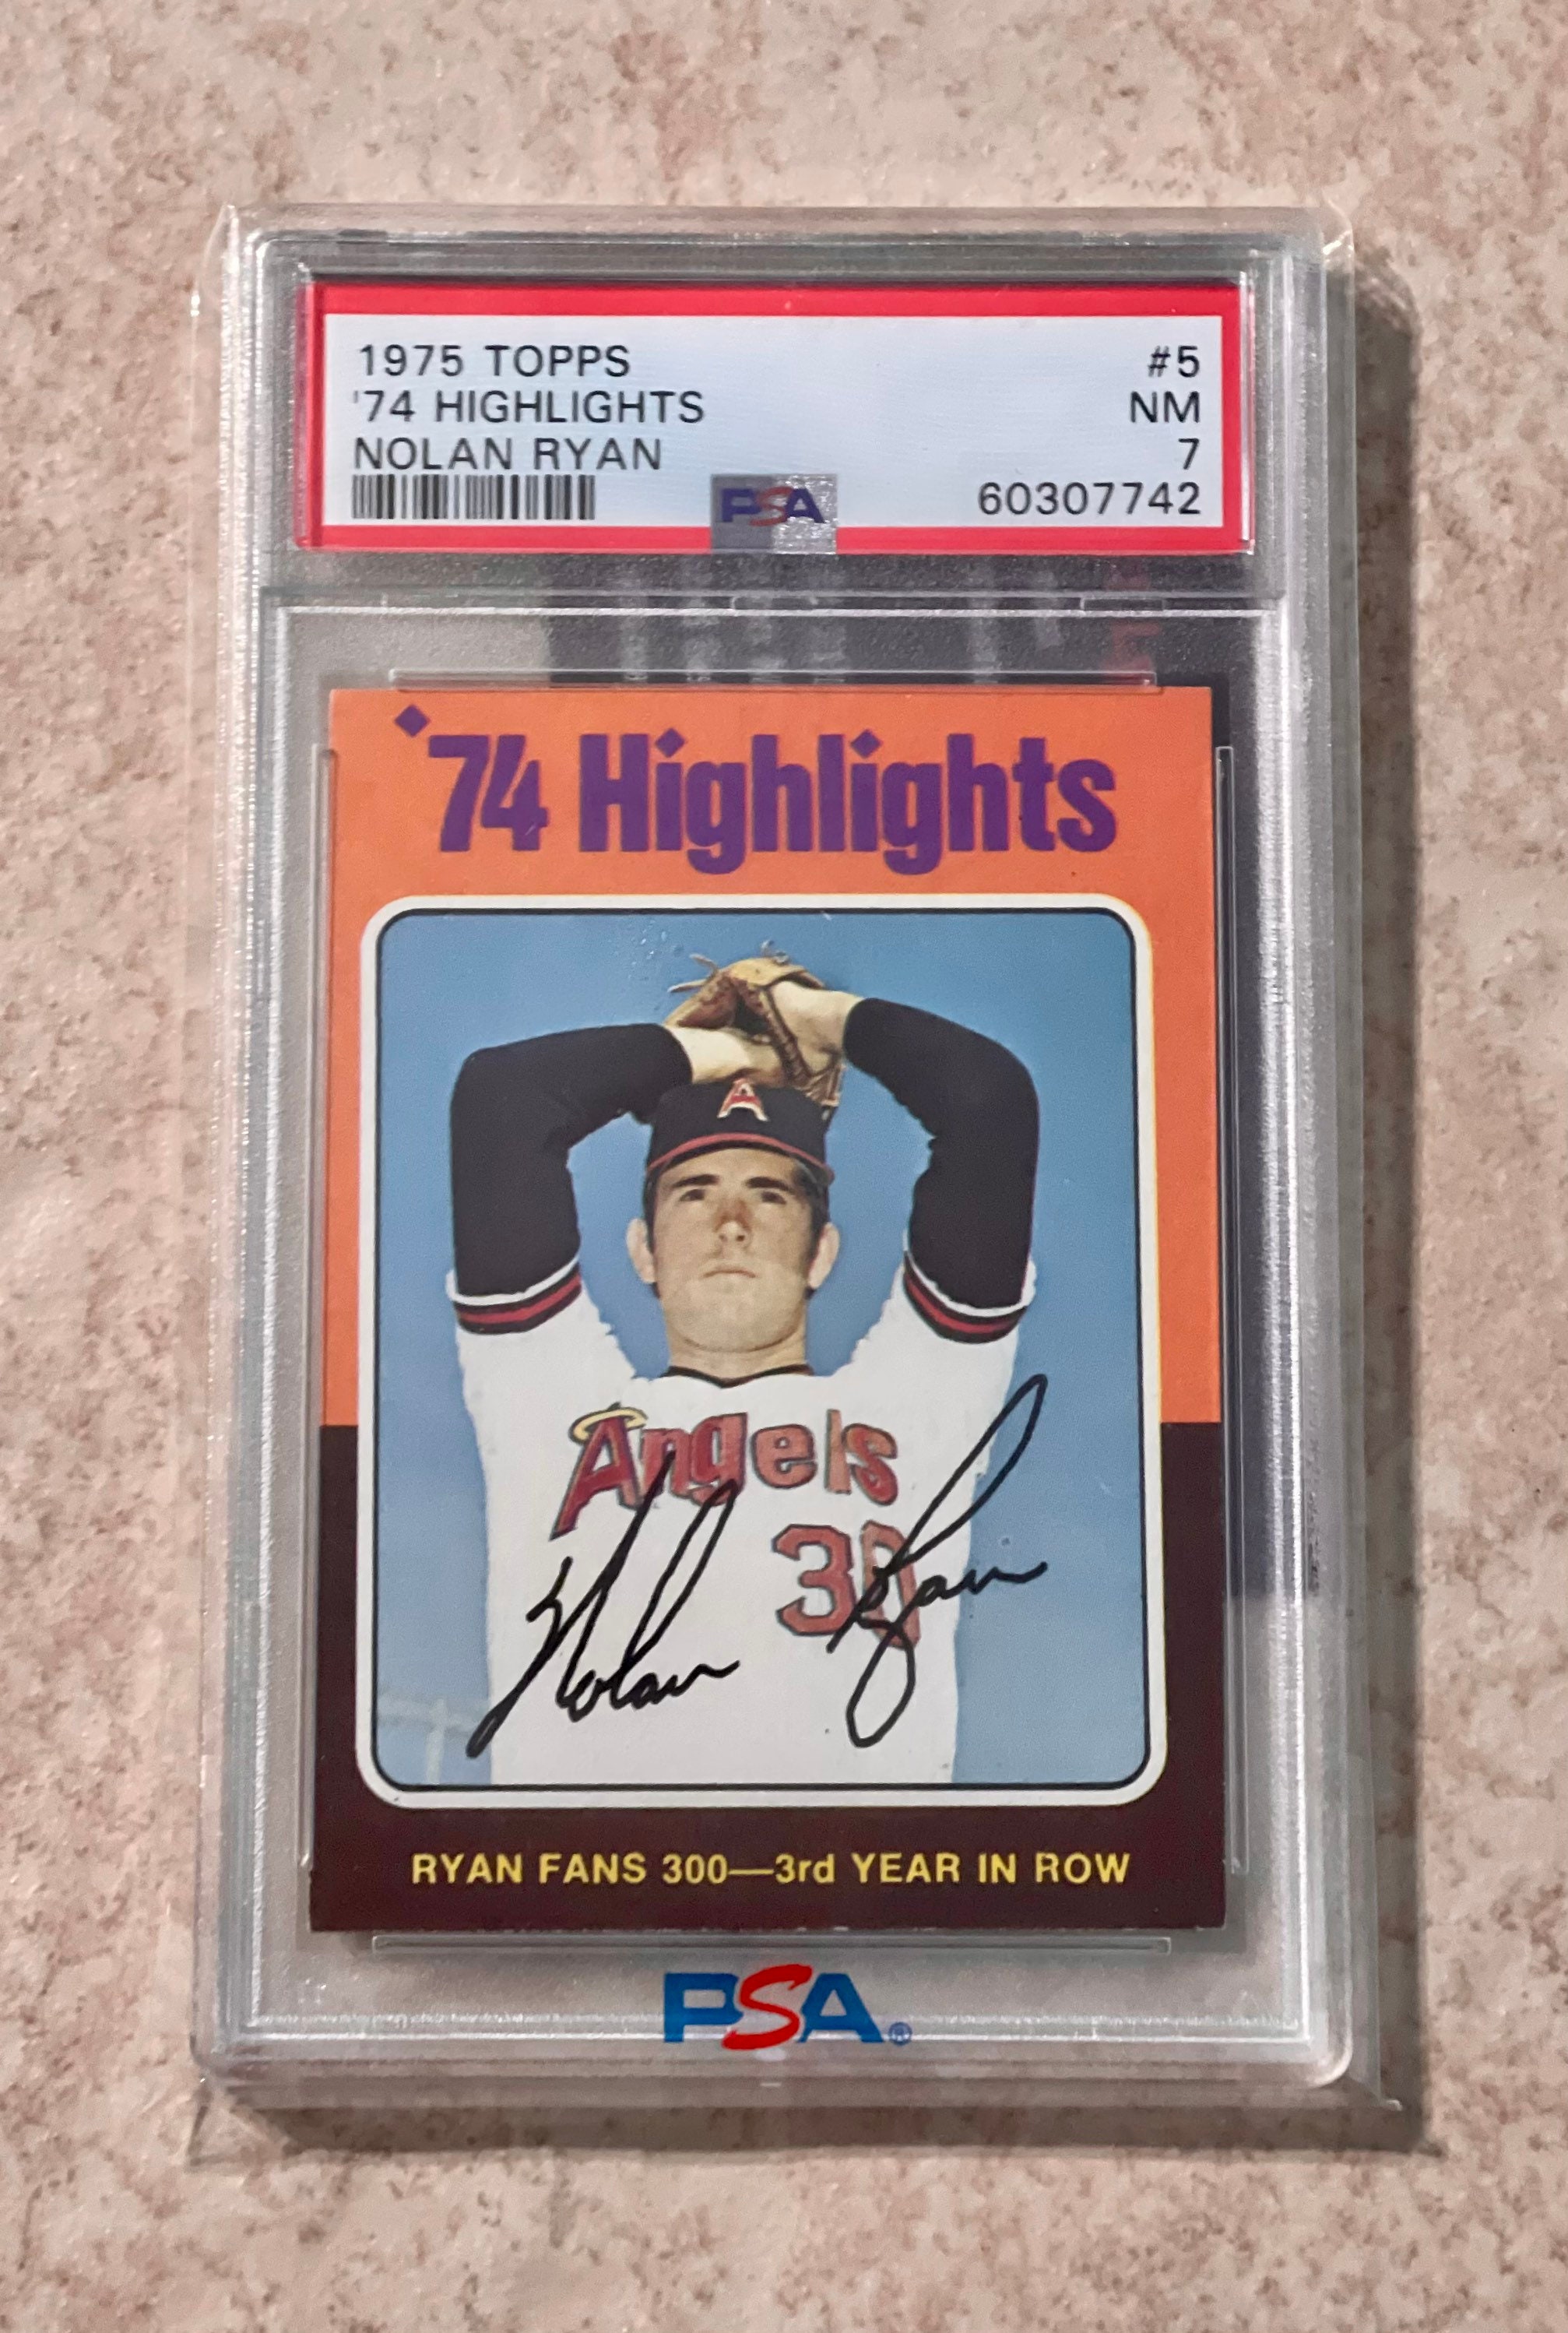 1975 TOPPS #5
'74 HIGHLIGHTS NM
NOLAN RYAN 7
PSA 60307742
'74 Highlights
A
Angels
30
Nolan Ryan
RYAN FANS 300—3rd YEAR IN ROW
PSA®